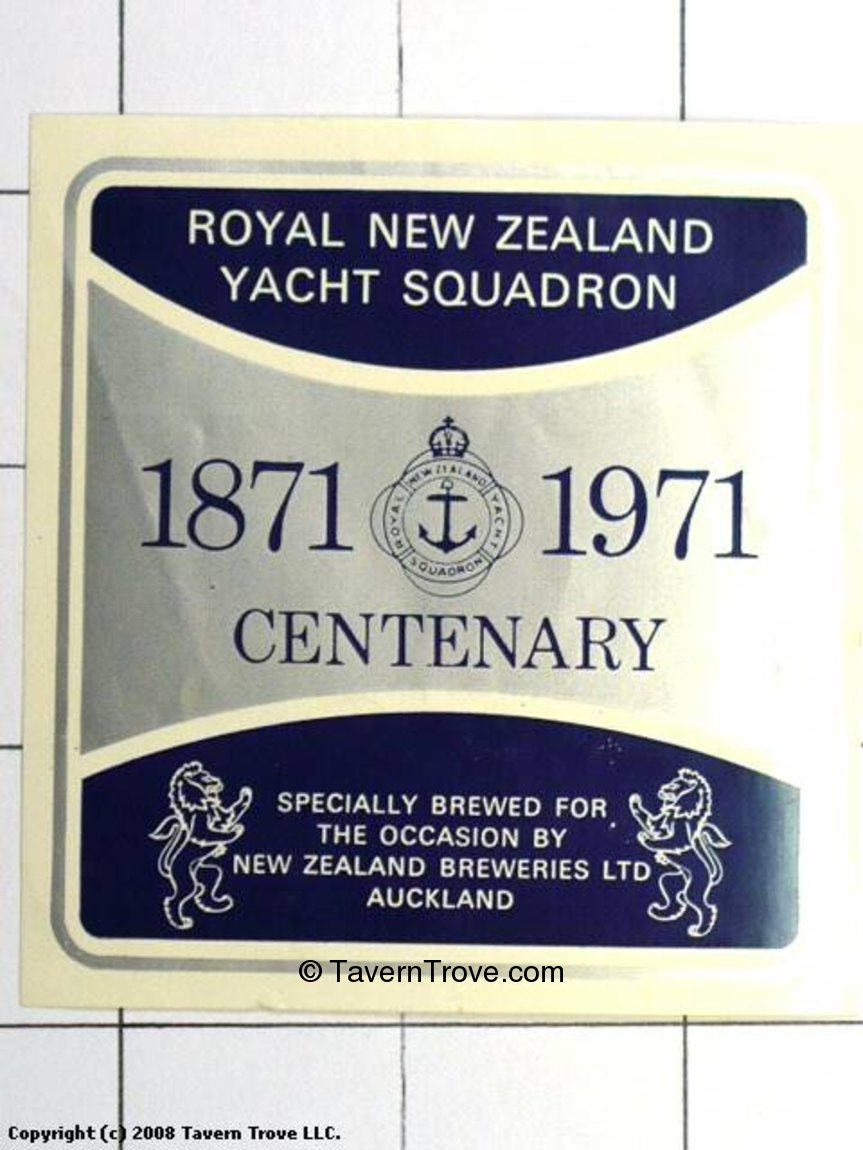 ROYAL NEW ZEALAND
YACHT SQUADRON
1871 1971
ROYAL NEW ZEALAND YACHT SQUADRON
CENTENARY
SPECIALLY BREWED FOR
THE OCCASION BY
NEW ZEALAND BREWERIES LTD
AUCKLAND
© TavernTrove.com
Copyright (c) 2008 Tavern Trove LLC.